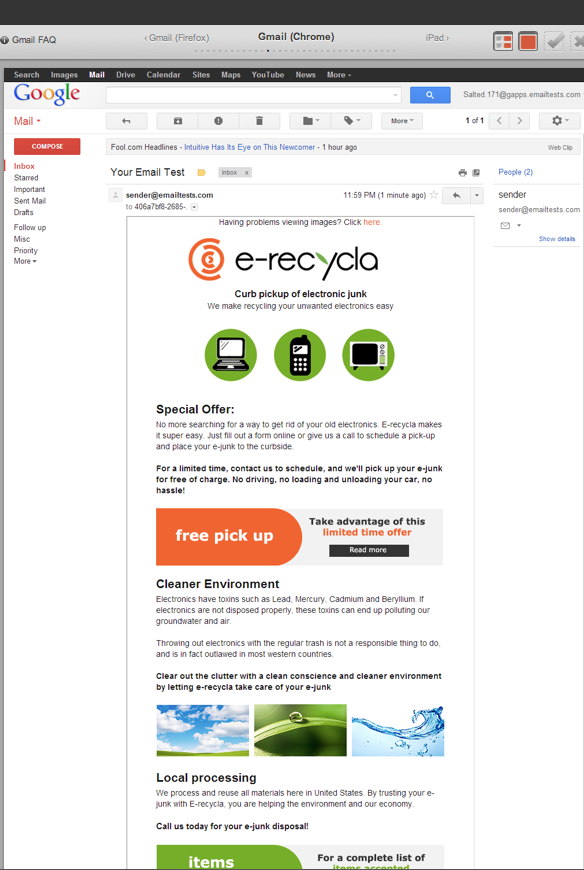 Gmail FAQ
‹ Gmail (Firefox)
Gmail (Chrome)
iPad ›
Search Images Mail Drive Calendar Sites Maps YouTube News More
Google
Salted.171@gapps.emailtests.com
Mail
More
1 of 1
COMPOSE
Inbox
Starred
Important
Sent Mail
Drafts
Follow up
Misc
Priority
More
Fool.com Headlines - Intuitive Has Its Eye on This Newcomer - 1 hour ago
Web Clip
Your Email Test
Inbox x
People (2)
sender@emailtests.com
11:59 PM (1 minute ago)
to 406a7bf8-2685-.
sender
sender@emailtests.com
Show details
Having problems viewing images? Click here.
e-recycla
Curb pickup of electronic junk
We make recycling your unwanted electronics easy
Special Offer:
No more searching for a way to get rid of your old electronics. E-recycla makes
it super easy. Just fill out a form online or give us a call to schedule a pick-up
and place your e-junk to the curbside.
For a limited time, contact us to schedule, and we'll pick up your e-junk
for free of charge. No driving, no loading and unloading your car, no
hassle!
free pick up
Take advantage of this
limited time offer
Read more
Cleaner Environment
Electronics have toxins such as Lead, Mercury, Cadmium and Beryllium. If
electronics are not disposed properly, these toxins can end up polluting our
groundwater and air.
Throwing out electronics with the regular trash is not a responsible thing to do,
and is in fact outlawed in most western countries.
Clear out the clutter with a clean conscience and cleaner environment
by letting e-recycla take care of your e-junk
Local processing
We process and reuse all materials here in United States. By trusting your e-
junk with E-recycla, you are helping the environment and our economy.
Call us today for your e-junk disposal!
items
For a complete list of
items accepted